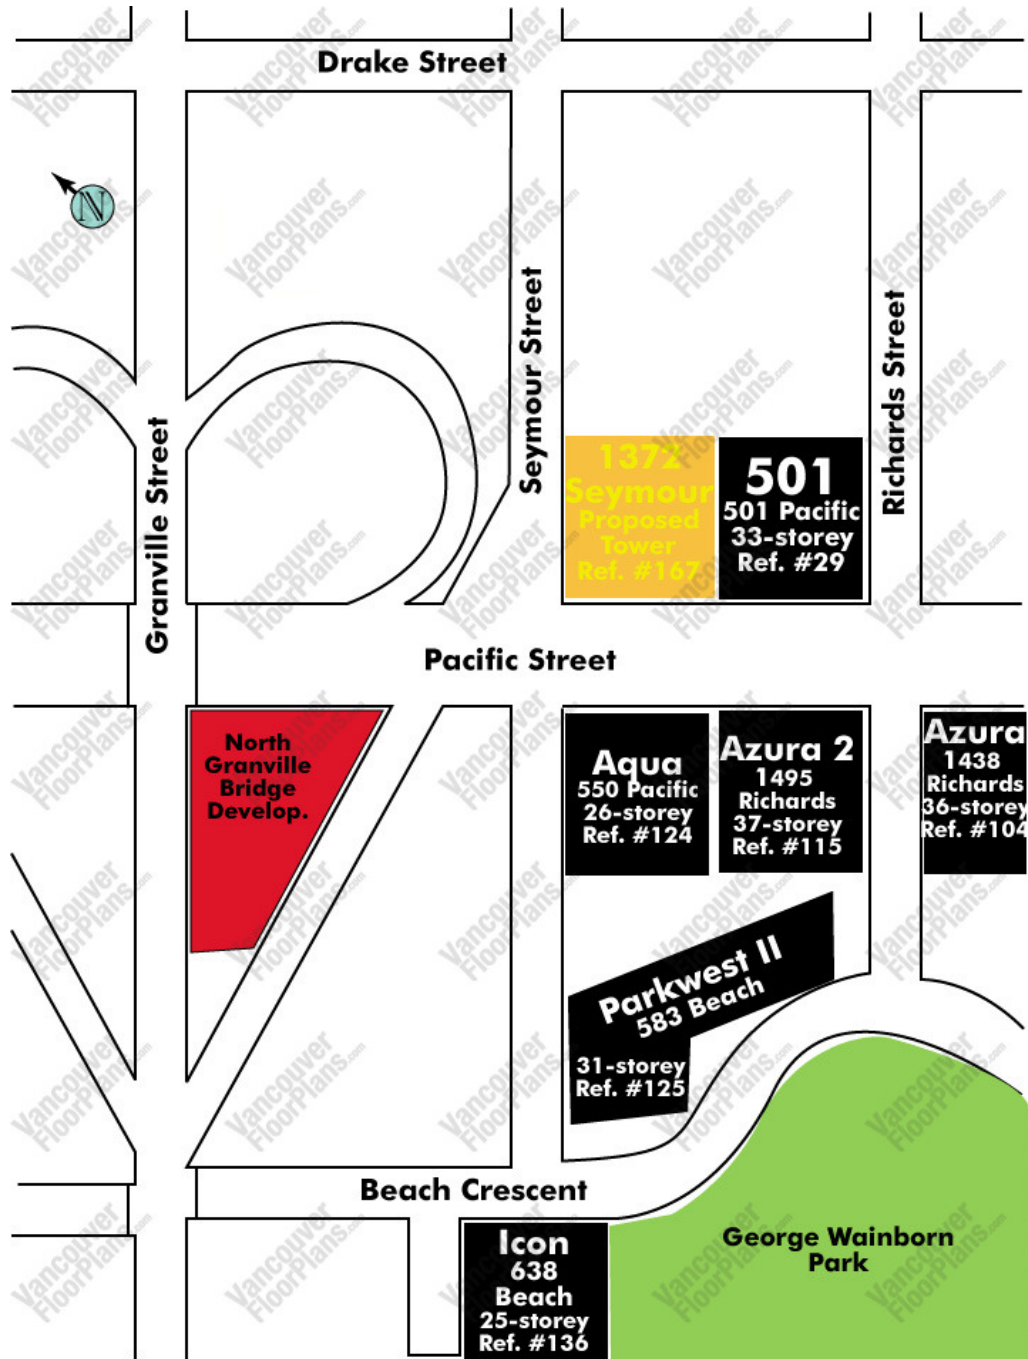 Drake Street
N
Seymour Street
Richards Street
Granville Street
1372
Seymour
Proposed
Tower
Ref. #167
501
501 Pacific
33-storey
Ref. #29
Pacific Street
North
Granville
Bridge
Develop.
Aqua
550 Pacific
26-storey
Ref. #124
Azura 2
1495
Richards
37-storey
Ref. #115
Azura
1438
Richards
36-storey
Ref. #104
Parkwest II
583 Beach
31-storey
Ref. #125
Beach Crescent
Icon
638
Beach
25-storey
Ref. #136
George Wainborn
Park
Vancouver
FloorPlans.com